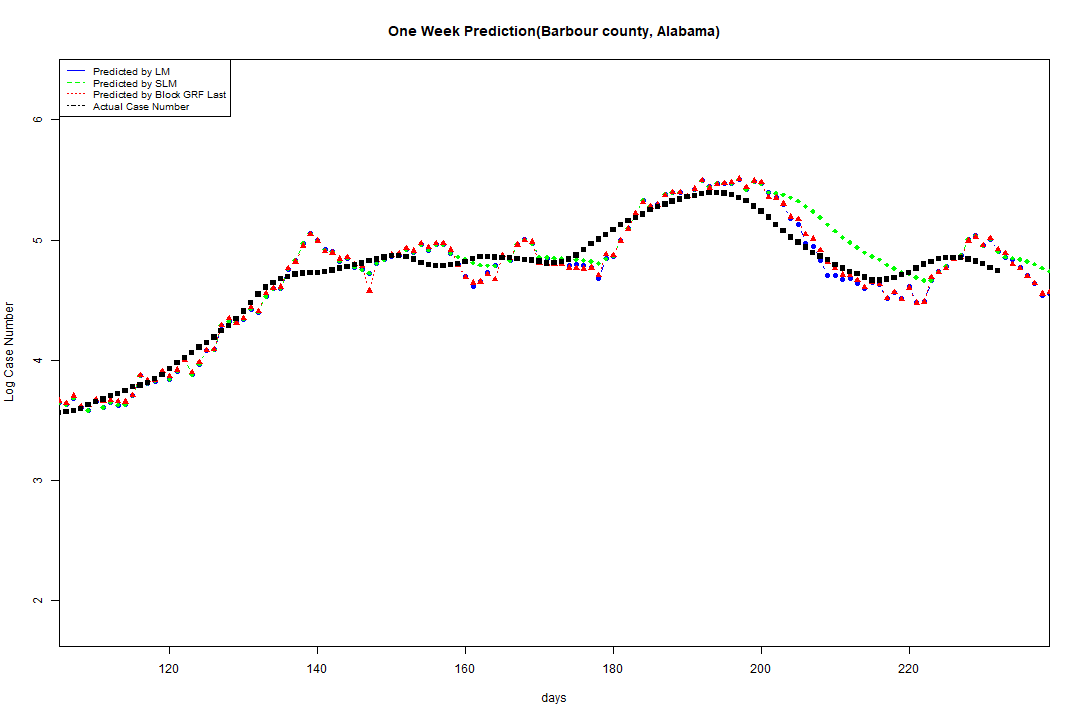 One Week Prediction(Barbour county, Alabama)
Predicted by LM
Predicted by SLM
Predicted by Block GRF Last
Actual Case Number
6
5
4
3
2
Log Case Number
120 140 160 180 200 220
days